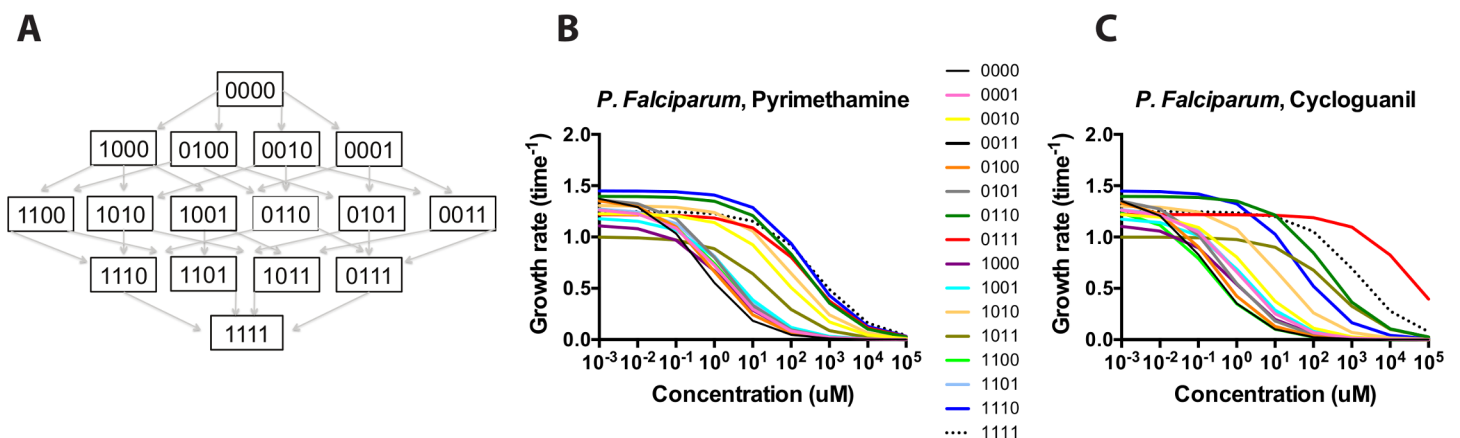 A
B
C
0000
1000 0100 0010 0001
1100 1010 1001 0110 0101 0011
1110 1101 1011 0111
1111
P. Falciparum, Pyrimethamine
Growth rate (time-1)
2.0
1.5
1.0
0.5
0.0
10-3 10-2 10-1 100 101 102 103 104 105
Concentration (uM)
0000
0001
0010
0011
0100
0101
0110
0111
1000
1001
1010
1011
1100
1101
1110
1111
P. Falciparum, Cycloguanil
Growth rate (time-1)
2.0
1.5
1.0
0.5
0.0
10-3 10-2 10-1 100 101 102 103 104 105
Concentration (uM)